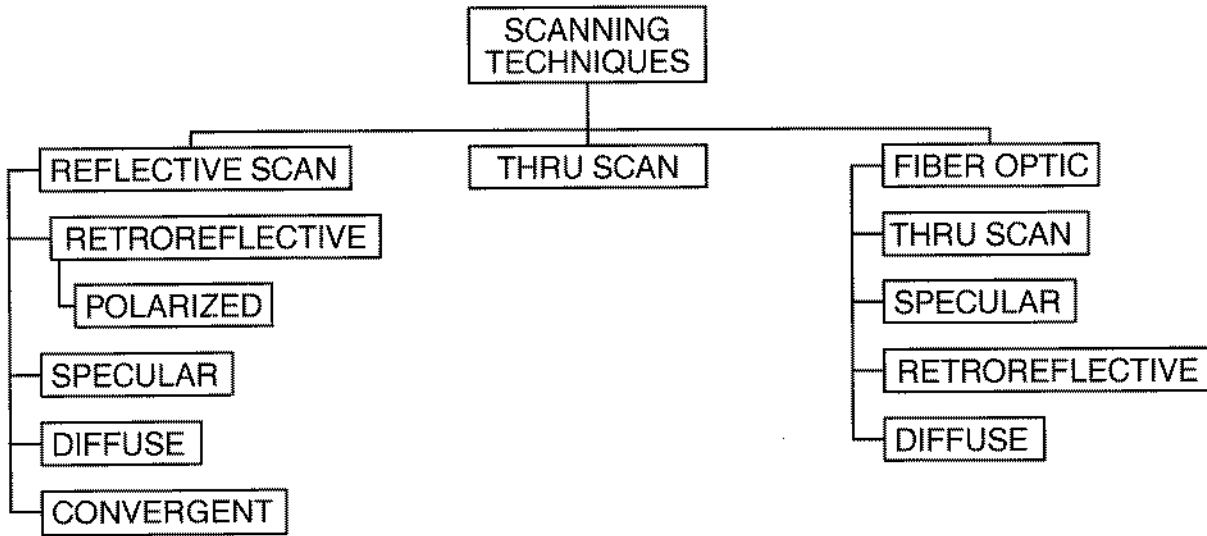 SCANNING
TECHNIQUES
REFLECTIVE SCAN
RETROREFLECTIVE
POLARIZED
SPECULAR
DIFFUSE
CONVERGENT
THRU SCAN
FIBER OPTIC
THRU SCAN
SPECULAR
RETROREFLECTIVE
DIFFUSE